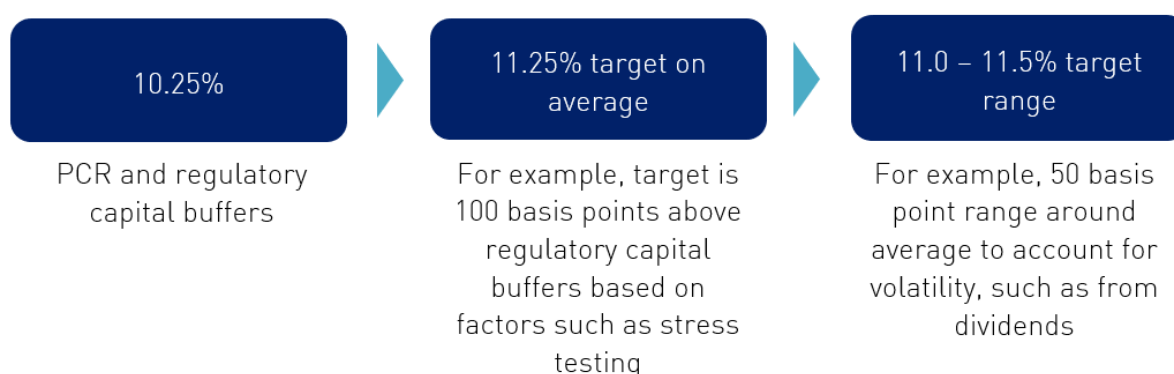 10.25%
PCR and regulatory
capital buffers
11.25% target on
average
For example, target is
100 basis points above
regulatory capital
buffers based on
factors such as stress
testing
11.0 – 11.5% target
range
For example, 50 basis
point range around
average to account for
volatility, such as from
dividends